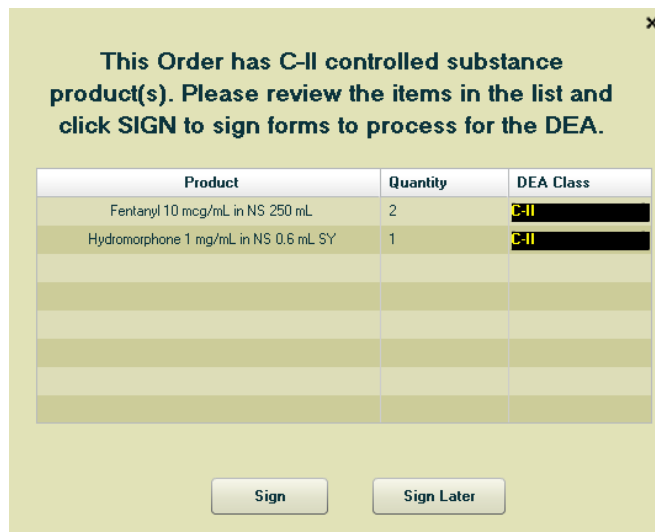 ×
This Order has C-II controlled substance
product(s). Please review the items in the list and
click SIGN to sign forms to process for the DEA.
Product Quantity DEA Class
Fentanyl 10 mcg/mL in NS 250 mL 2 C-II
Hydromorphone 1 mg/mL in NS 0.6 mL SY 1 C-II
Sign Sign Later